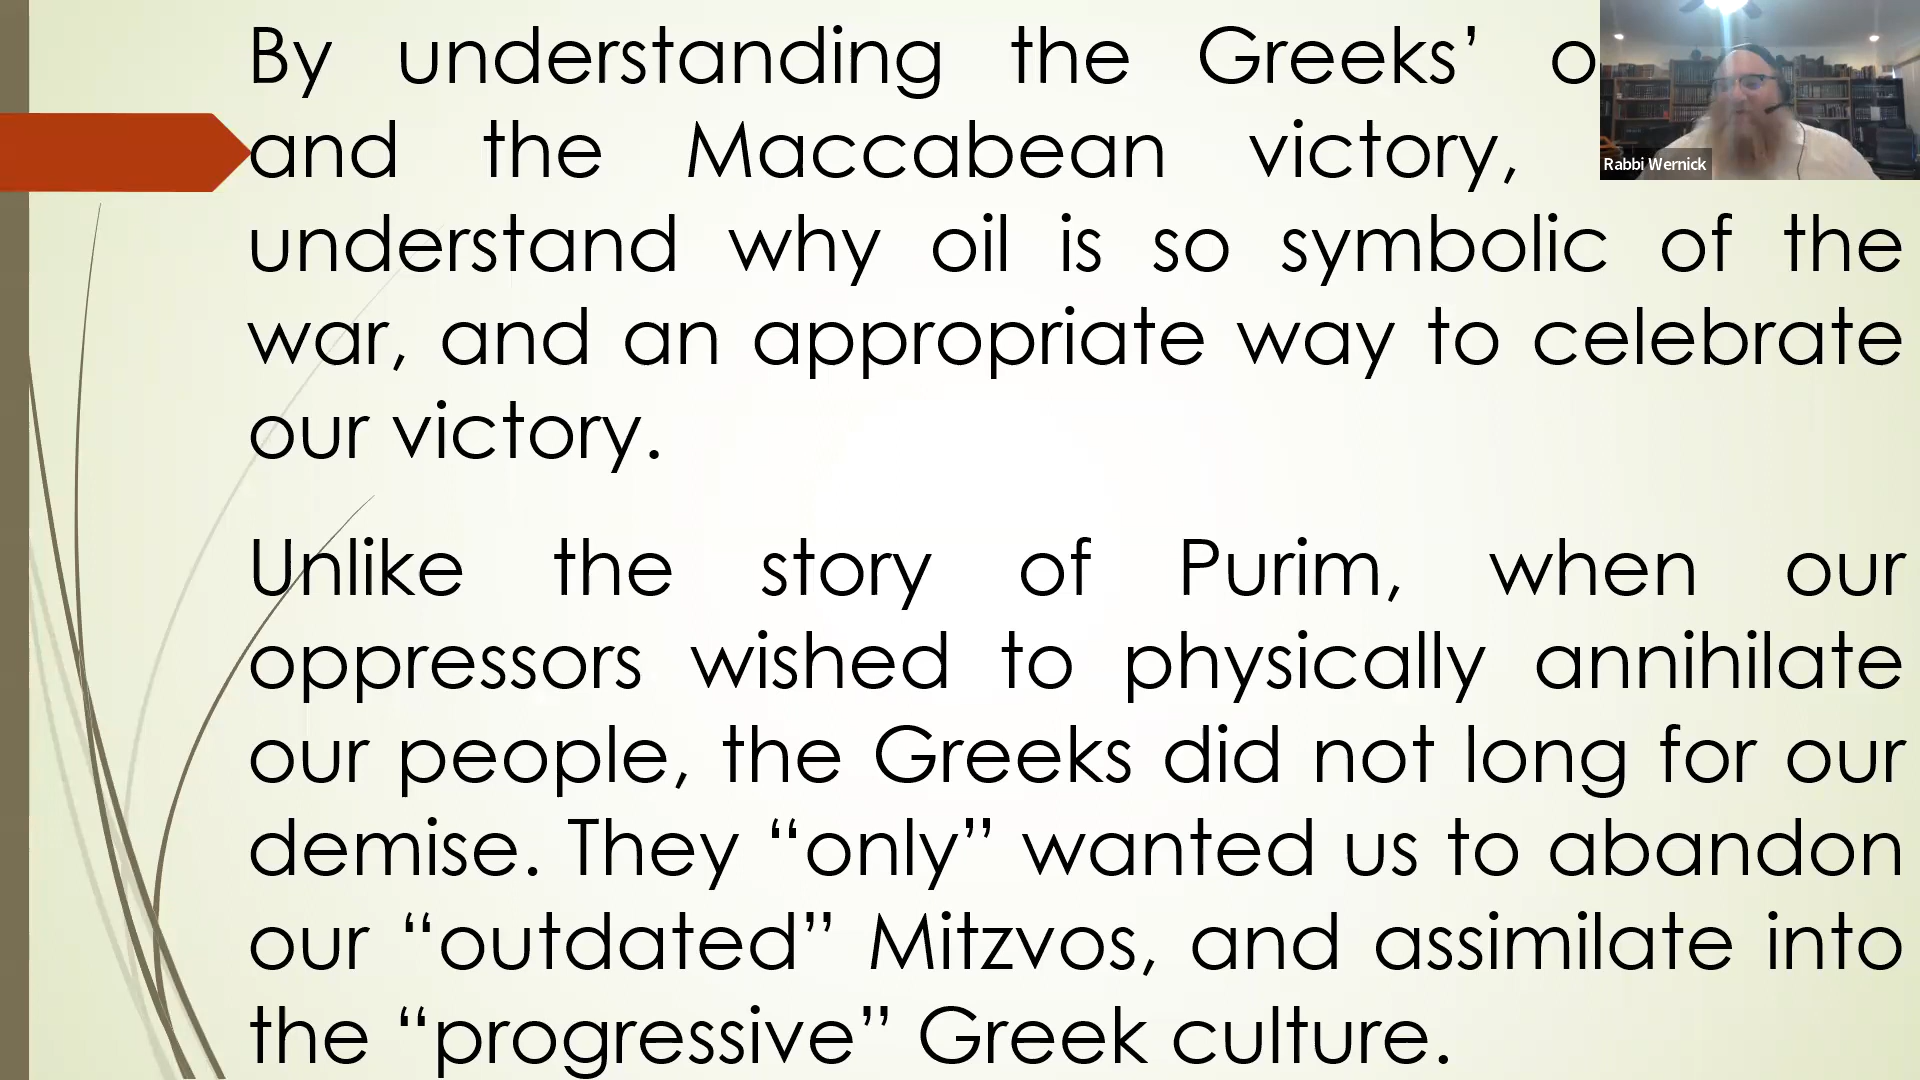 By understanding the Greeks’
and the Maccabean victory,
understand why oil is so symbolic of the
war, and an appropriate way to celebrate
our victory.
Unlike the story of Purim, when our
oppressors wished to physically annihilate
our people, the Greeks did not long for our
demise. They “only” wanted us to abandon
our “outdated” Mitzvos, and assimilate into
the “progressive” Greek culture.
Rabbi Wernick